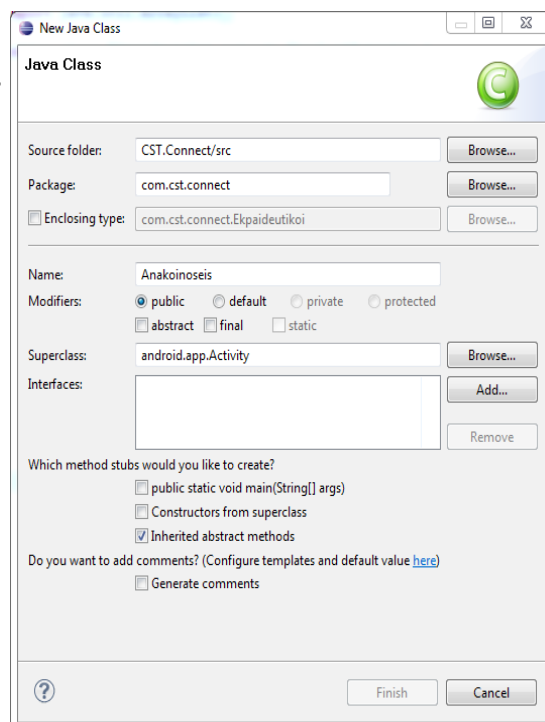 New Java Class
Java Class
Source folder: CST.Connect/src Browse...
Package: com.cst.connect Browse...
Enclosing type: com.cst.connect.Ekpaideutikoi Browse...
Name: Anakoinoseis
Modifiers: public default private protected
abstract final static
Superclass: android.app.Activity Browse...
Interfaces: Add...
Remove
Which method stubs would you like to create?
public static void main(String[] args)
Constructors from superclass
Inherited abstract methods
Do you want to add comments? (Configure templates and default value here)
Generate comments
Finish Cancel